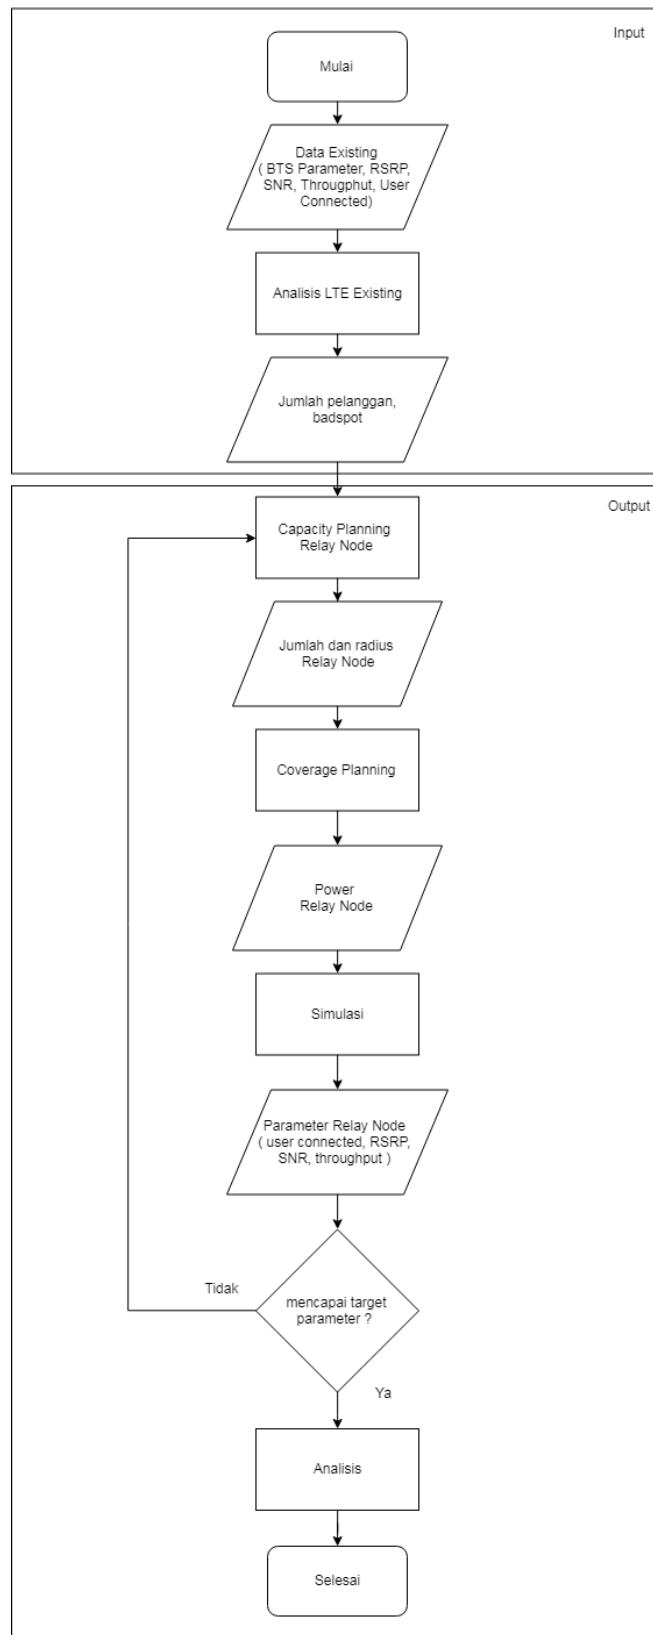 Input
Mulai
Data Existing
( BTS Parameter, RSRP,
SNR, Througphut, User
Connected)
Analisis LTE Existing
Jumlah pelanggan,
badspot
Output
Capacity Planning
Relay Node
Jumlah dan radius
Relay Node
Coverage Planning
Power
Relay Node
Simulasi
Parameter Relay Node
( user connected, RSRP,
SNR, throughput )
Tidak
mencapai target
parameter ?
Ya
Analisis
Selesai